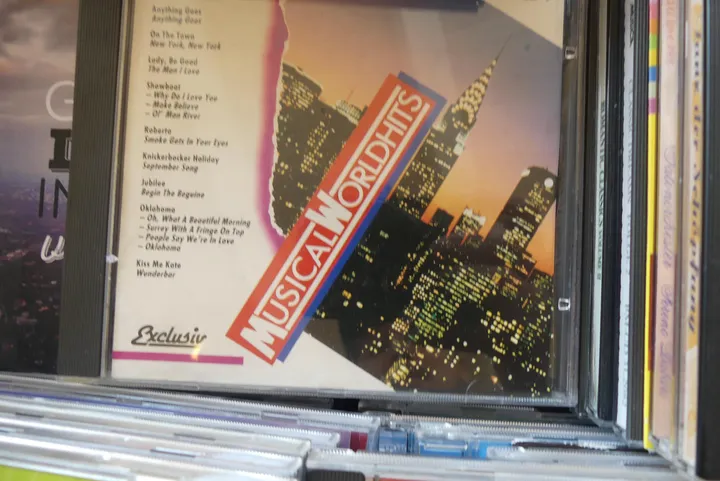 Anything Goes
Anything Goes
On The Town
New York, New York
Lady, Be Good
The Man I Love
Showboat
– Why Do I Love You
– Make Believe
– Ol' Man River
Roberta
Smoke Gets In Your Eyes
Knickerbocker Holiday
September Song
Jubilee
Begin The Beguine
Oklahoma
– Oh, What A Beautiful Morning
– Surrey With A Fringe On Top
– People Say We're In Love
– Oklahoma
Kiss Me Kate
Wunderbar
Exclusiv
MUSICAL WORLDHITS
G
IN